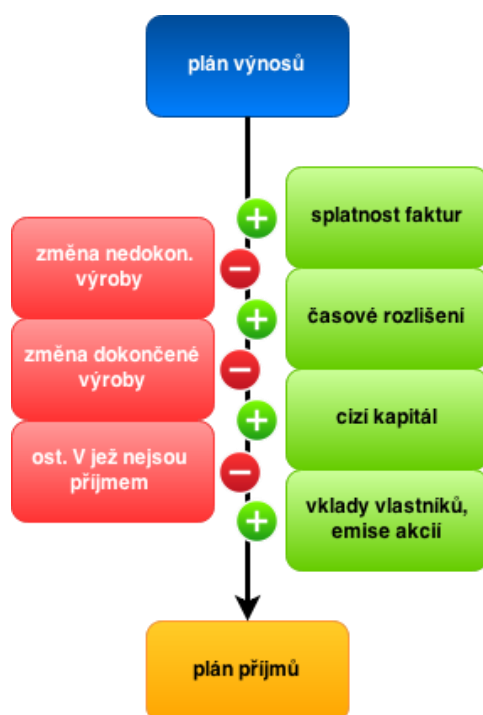 plán výnosů
splatnost faktur
změna nedokon.
výroby
časové rozlišení
změna dokončené
výroby
cizí kapitál
ost. V jež nejsou
příjmem
vklady vlastníků,
emise akcií
plán příjmů